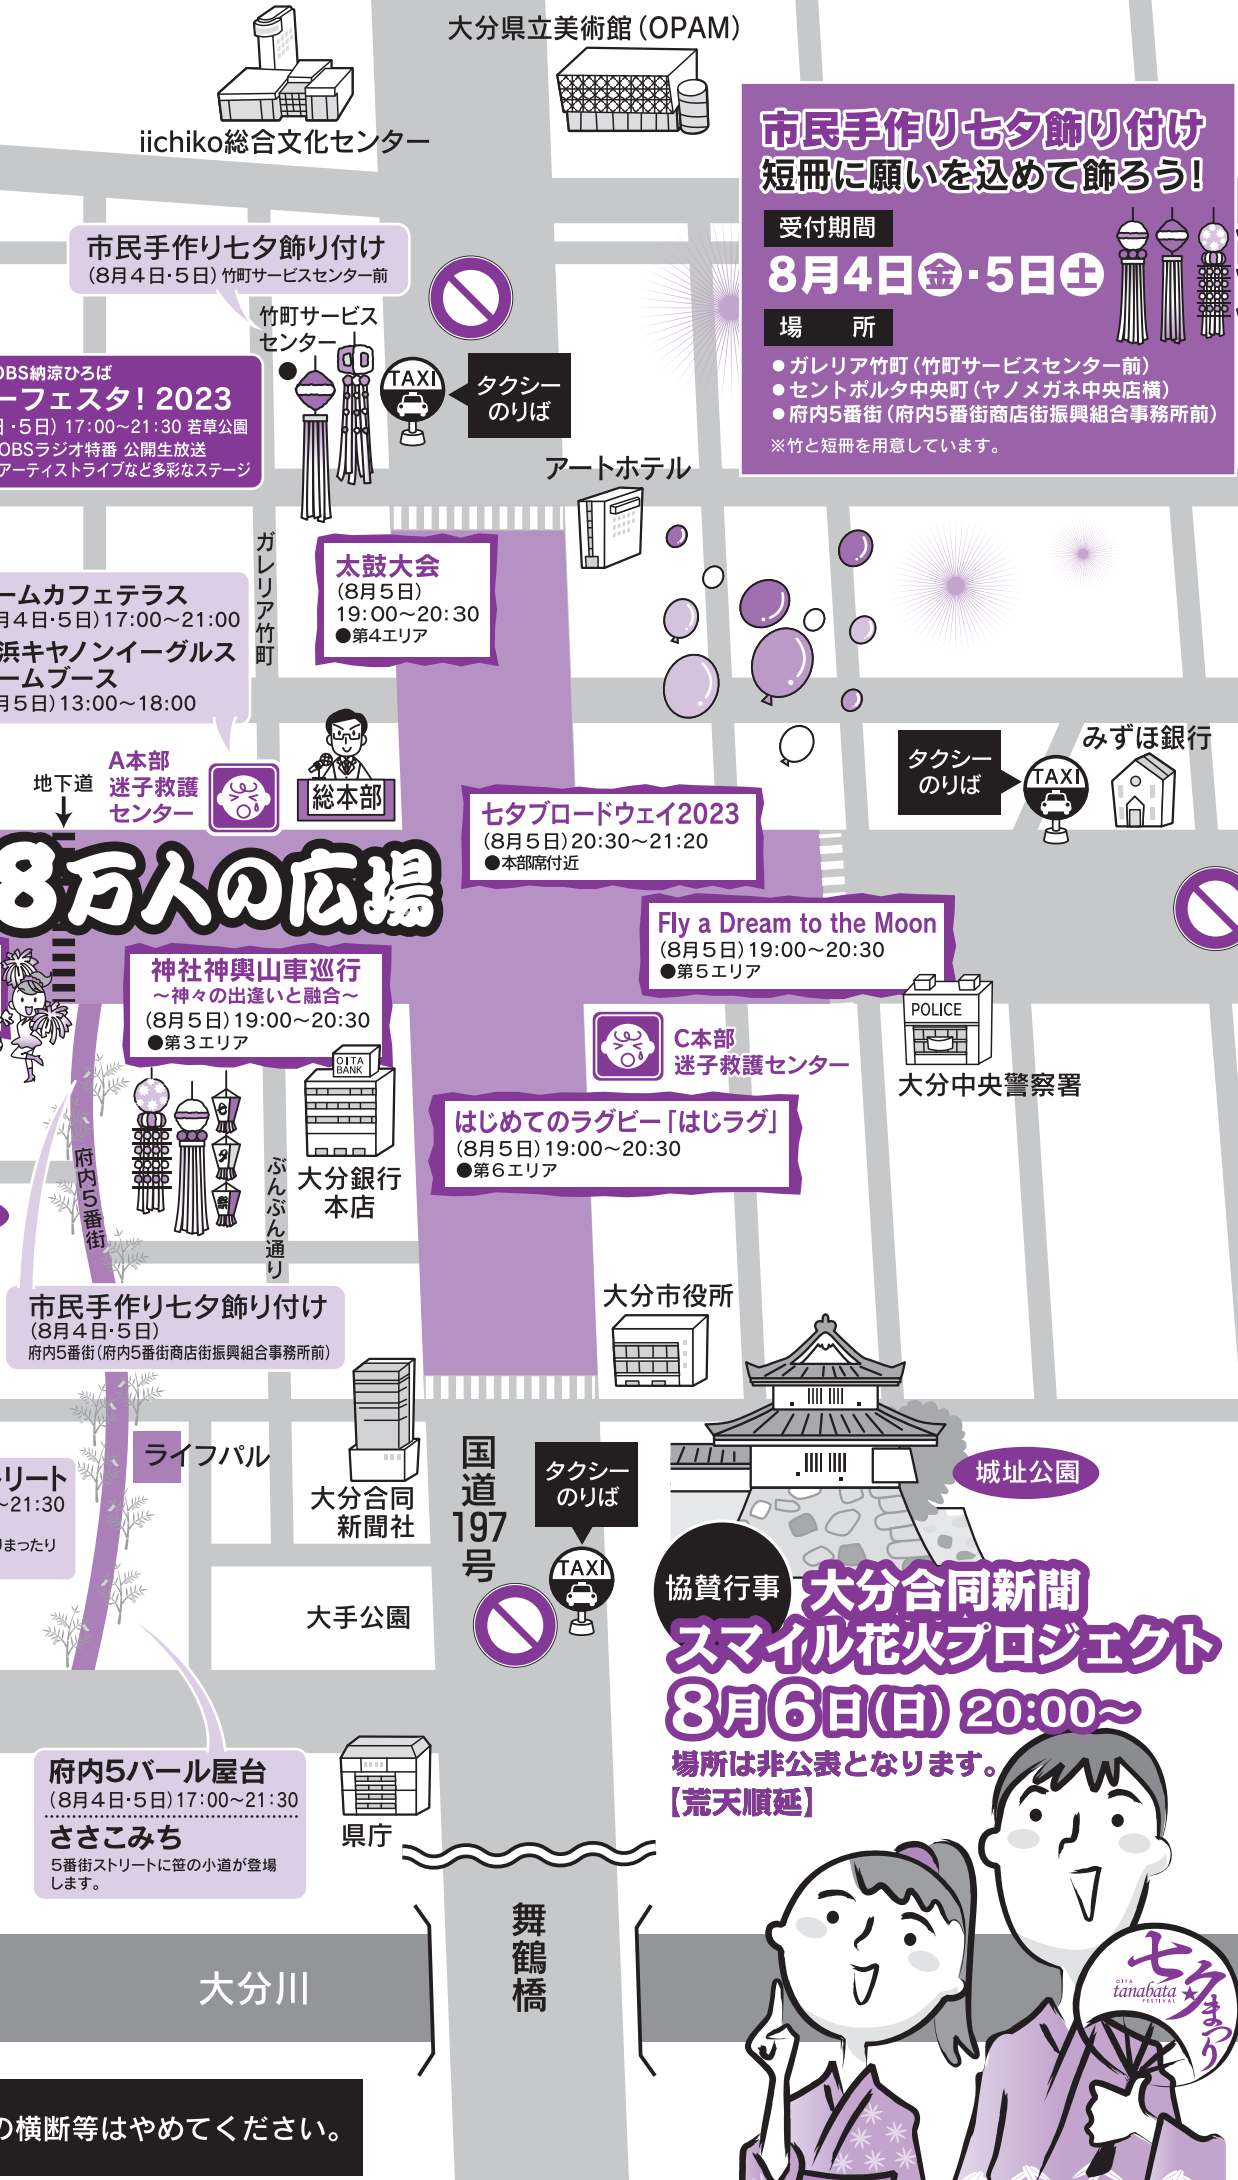 大分県立美術館(OPAM)
iichiko総合文化センター
市民手作り七夕飾り付け
短冊に願いを込めて飾ろう!
受付期間
8月4日金・5日土
場　所
●ガレリア竹町(竹町サービスセンター前)
●セントポルタ中央町(ヤノメガネ中央店横)
●府内5番街(府内5番街商店街振興組合事務所前)
※竹と短冊を用意しています。
市民手作り七夕飾り付け
(8月4日・5日)竹町サービスセンター前
竹町サービス
センター
TAXI
タクシー
のりば
OBS納涼ひろば
ーフェスタ! 2023
日・5日)17:00~21:30 若草公園
OBSラジオ特番 公開生放送
アーティストライブなど多彩なステージ
アートホテル
ガレリア竹町
太鼓大会
(8月5日)
19:00~20:30
●第4エリア
ームカフェテラス
月4日・5日)17:00~21:00
浜キヤノンイーグルス
ームブース
月5日)13:00~18:00
A本部
迷子救護
センター
地下道
総本部
タクシー
のりば
TAXI
みずほ銀行
七夕ブロードウェイ2023
(8月5日)20:30~21:20
●本部席付近
8万人の広場
Fly a Dream to the Moon
(8月5日)19:00~20:30
●第5エリア
神社神輿山車巡行
~神々の出逢いと融合~
(8月5日)19:00~20:30
●第3エリア
POLICE
大分中央警察署
C本部
迷子救護センター
OITA
BANK
大分銀行
本店
七
夕
祭
府内5番街
ぶんぶん通り
はじめてのラグビー「はじラグ」
(8月5日)19:00~20:30
●第6エリア
市民手作り七夕飾り付け
(8月4日・5日)
府内5番街(府内5番街商店街振興組合事務所前)
大分市役所
ライフパル
大分合同
新聞社
国道197号
タクシー
のりば
TAXI
城址公園
リート
~21:30
りまったり
大手公園
協賛行事
大分合同新聞
スマイル花火プロジェクト
8月6日(日) 20:00~
場所は非公表となります。
【荒天順延】
府内5バール屋台
(8月4日・5日)17:00~21:30
ささこみち
5番街ストリートに笹の小道が登場
します。
県庁
舞鶴橋
大分川
OITA
tanabata
FESTIVAL
七夕まつり
の横断等はやめてください。